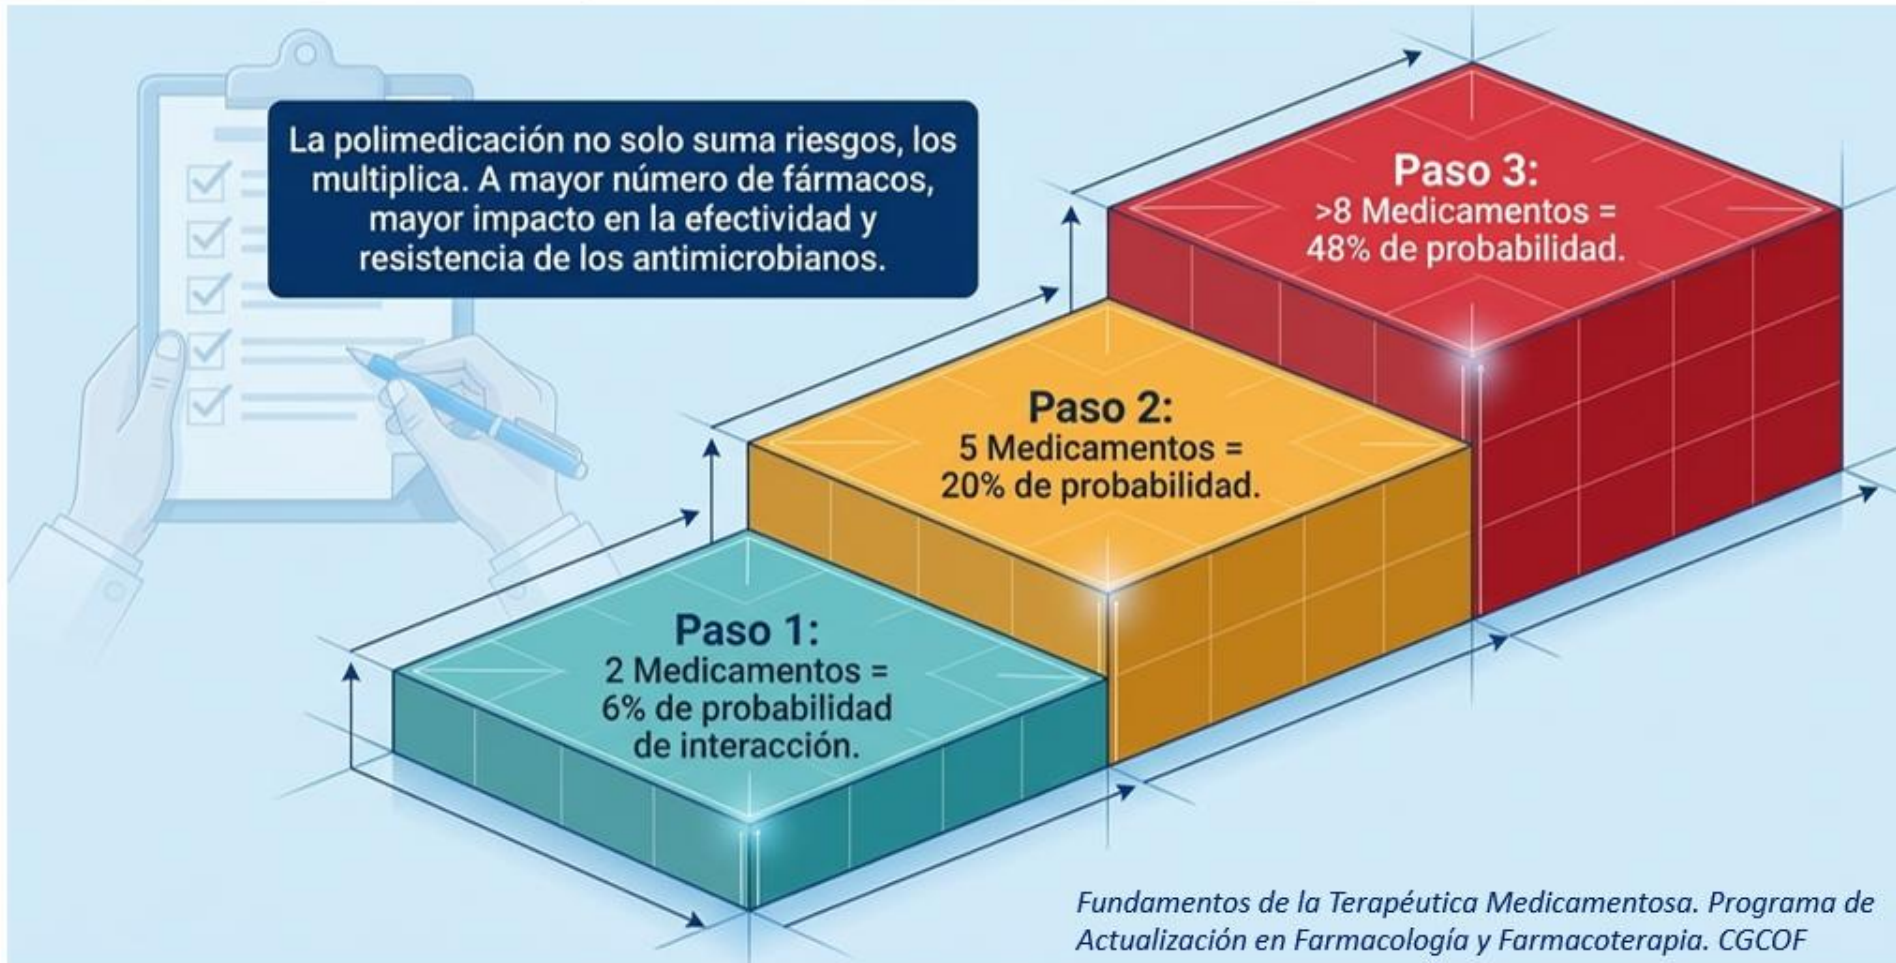 La polimedicación no solo suma riesgos, los
multiplica. A mayor número de fármacos,
mayor impacto en la efectividad y
resistencia de los antimicrobianos.
Paso 3:
>8 Medicamentos =
48% de probabilidad.
Paso 2:
5 Medicamentos =
20% de probabilidad.
Paso 1:
2 Medicamentos =
6% de probabilidad
de interacción.
Fundamentos de la Terapéutica Medicamentosa. Programa de
Actualización en Farmacología y Farmacoterapia. CGCOF